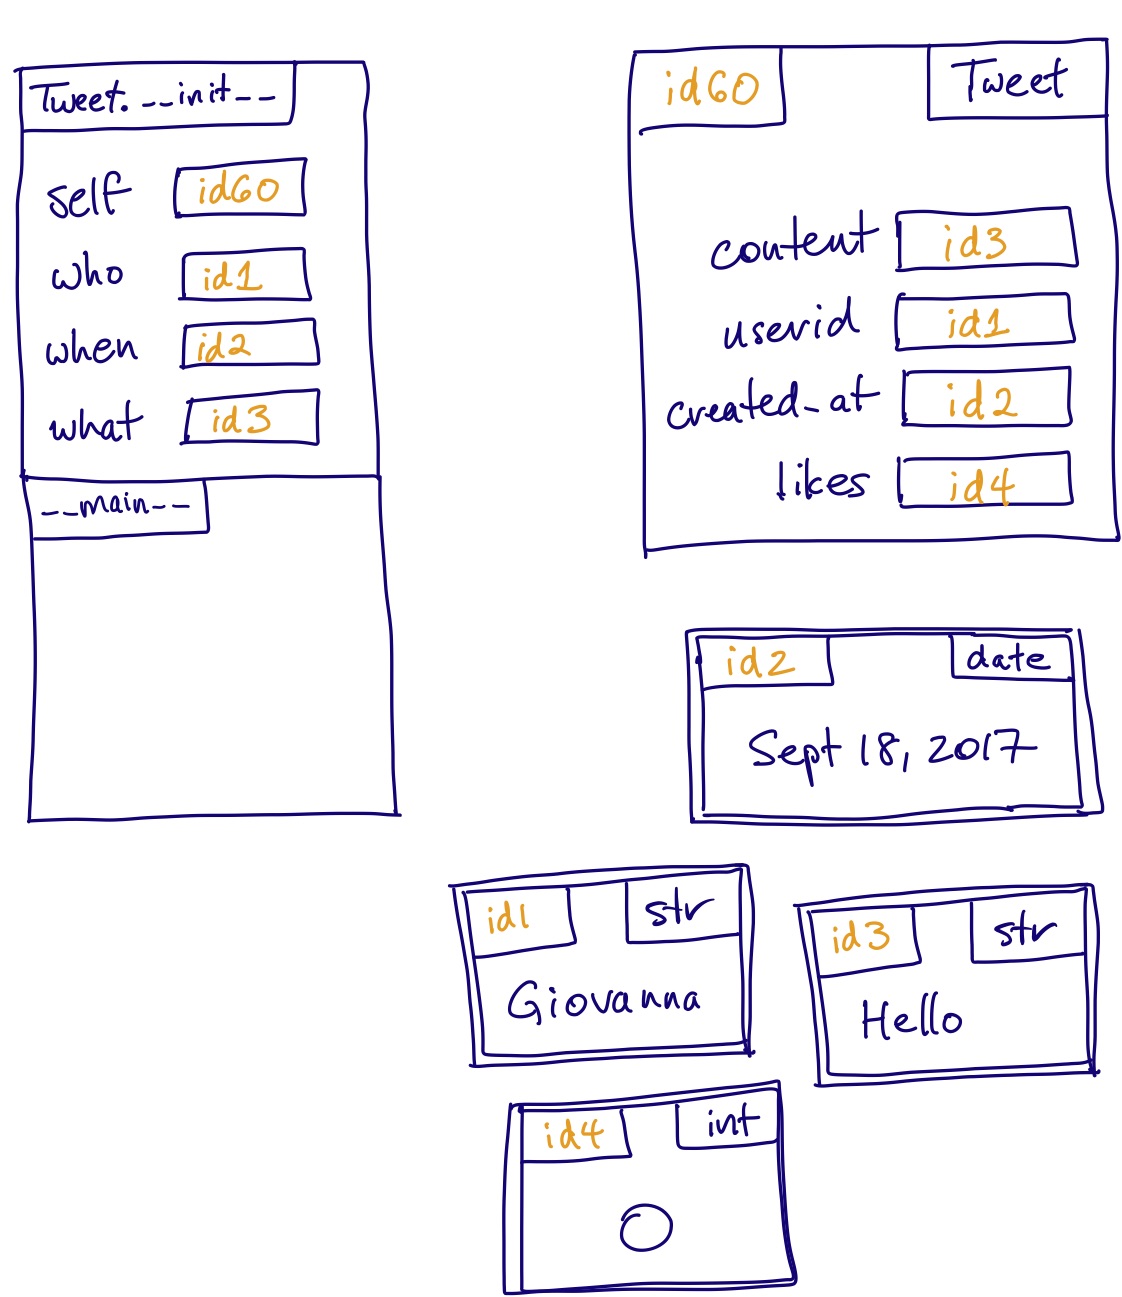 Tweet.__init__
self id60
who id1
when id2
what id3
__main__
id60 Tweet
content id3
userid id1
created_at id2
likes id4
id2 date
Sept 18, 2017
id1 str
Giovanna
id3 str
Hello
id4 int
0